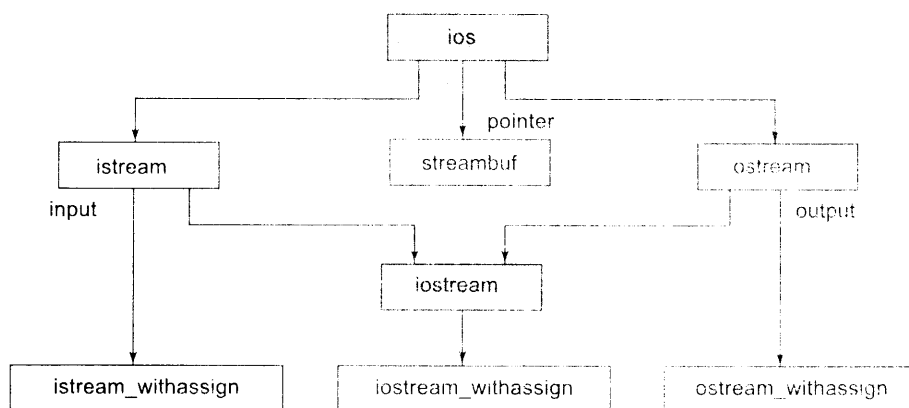 ios
pointer
istream
streambuf
ostream
input
output
iostream
istream_withassign
iostream_withassign
ostream_withassign